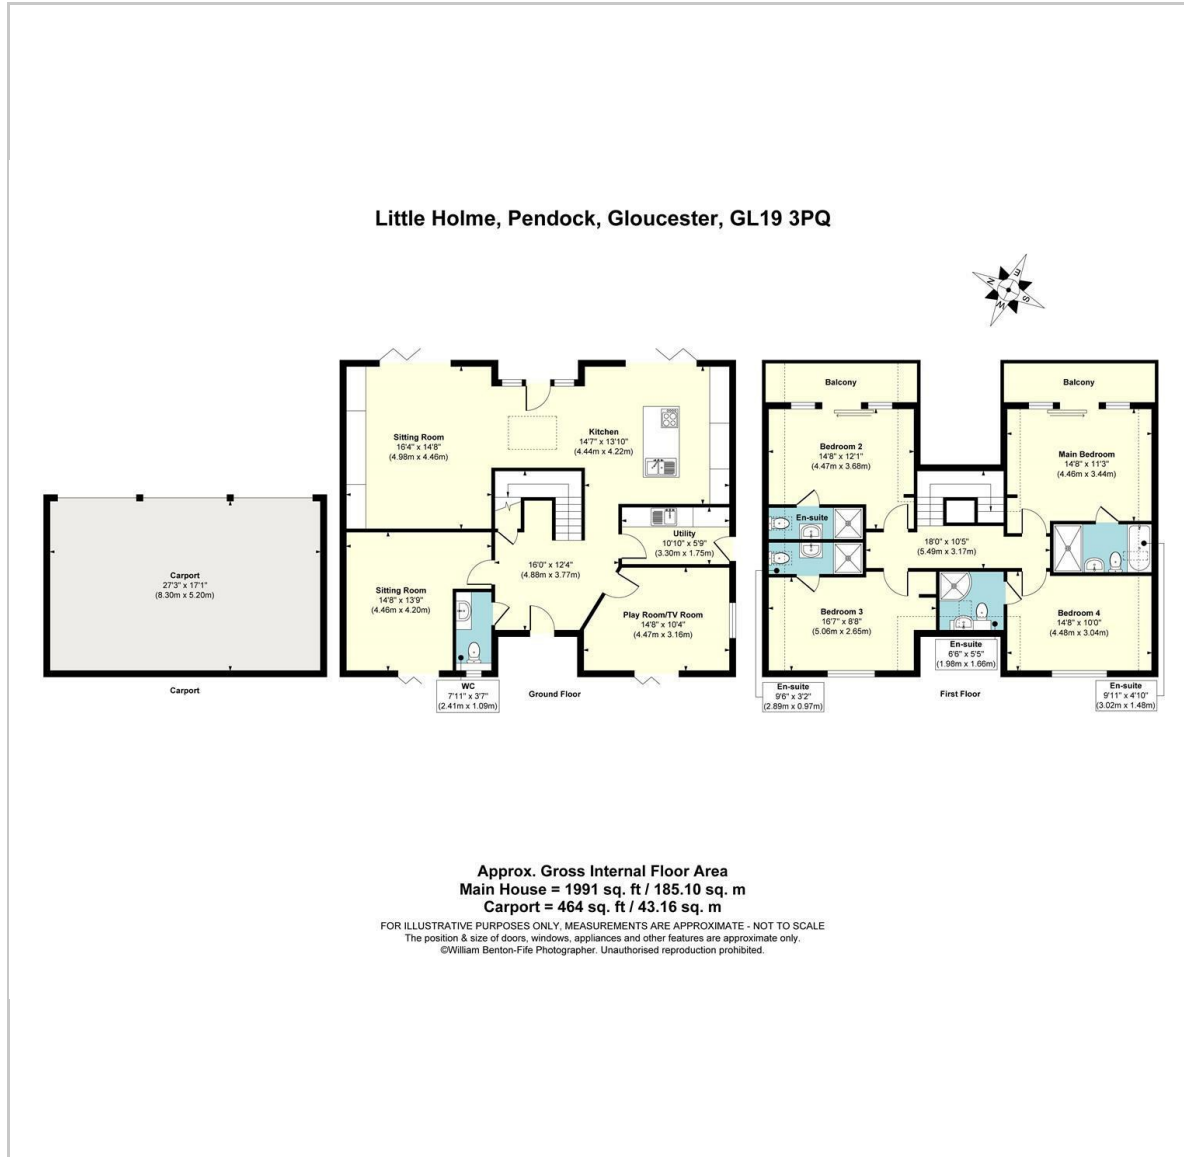 Little Holme, Pendock, Gloucester, GL19 3PQ
N
E
S
W
Carport
27'3" x 17'1"
(8.30m x 5.20m)
Carport
Sitting Room
16'4" x 14'8"
(4.98m x 4.46m)
Kitchen
14'7" x 13'10"
(4.44m x 4.22m)
Utility
10'10" x 5'9"
(3.30m x 1.75m)
16'0" x 12'4"
(4.88m x 3.77m)
Sitting Room
14'8" x 13'9"
(4.46m x 4.20m)
Play Room/TV Room
14'8" x 10'4"
(4.47m x 3.16m)
WC
7'11" x 3'7"
(2.41m x 1.09m)
Ground Floor
Balcony
Balcony
Bedroom 2
14'8" x 12'1"
(4.47m x 3.68m)
Main Bedroom
14'8" x 11'3"
(4.46m x 3.44m)
En-suite
18'0" x 10'5"
(5.49m x 3.17m)
Bedroom 3
16'7" x 8'8"
(5.06m x 2.65m)
Bedroom 4
14'8" x 10'0"
(4.48m x 3.04m)
En-suite
6'6" x 5'5"
(1.98m x 1.66m)
En-suite
9'6" x 3'2"
(2.89m x 0.97m)
First Floor
En-suite
9'11" x 4'10"
(3.02m x 1.48m)
Approx. Gross Internal Floor Area
Main House = 1991 sq. ft / 185.10 sq. m
Carport = 464 sq. ft / 43.16 sq. m
FOR ILLUSTRATIVE PURPOSES ONLY, MEASUREMENTS ARE APPROXIMATE - NOT TO SCALE
The position & size of doors, windows, appliances and other features are approximate only.
©William Benton-Fife Photographer. Unauthorised reproduction prohibited.